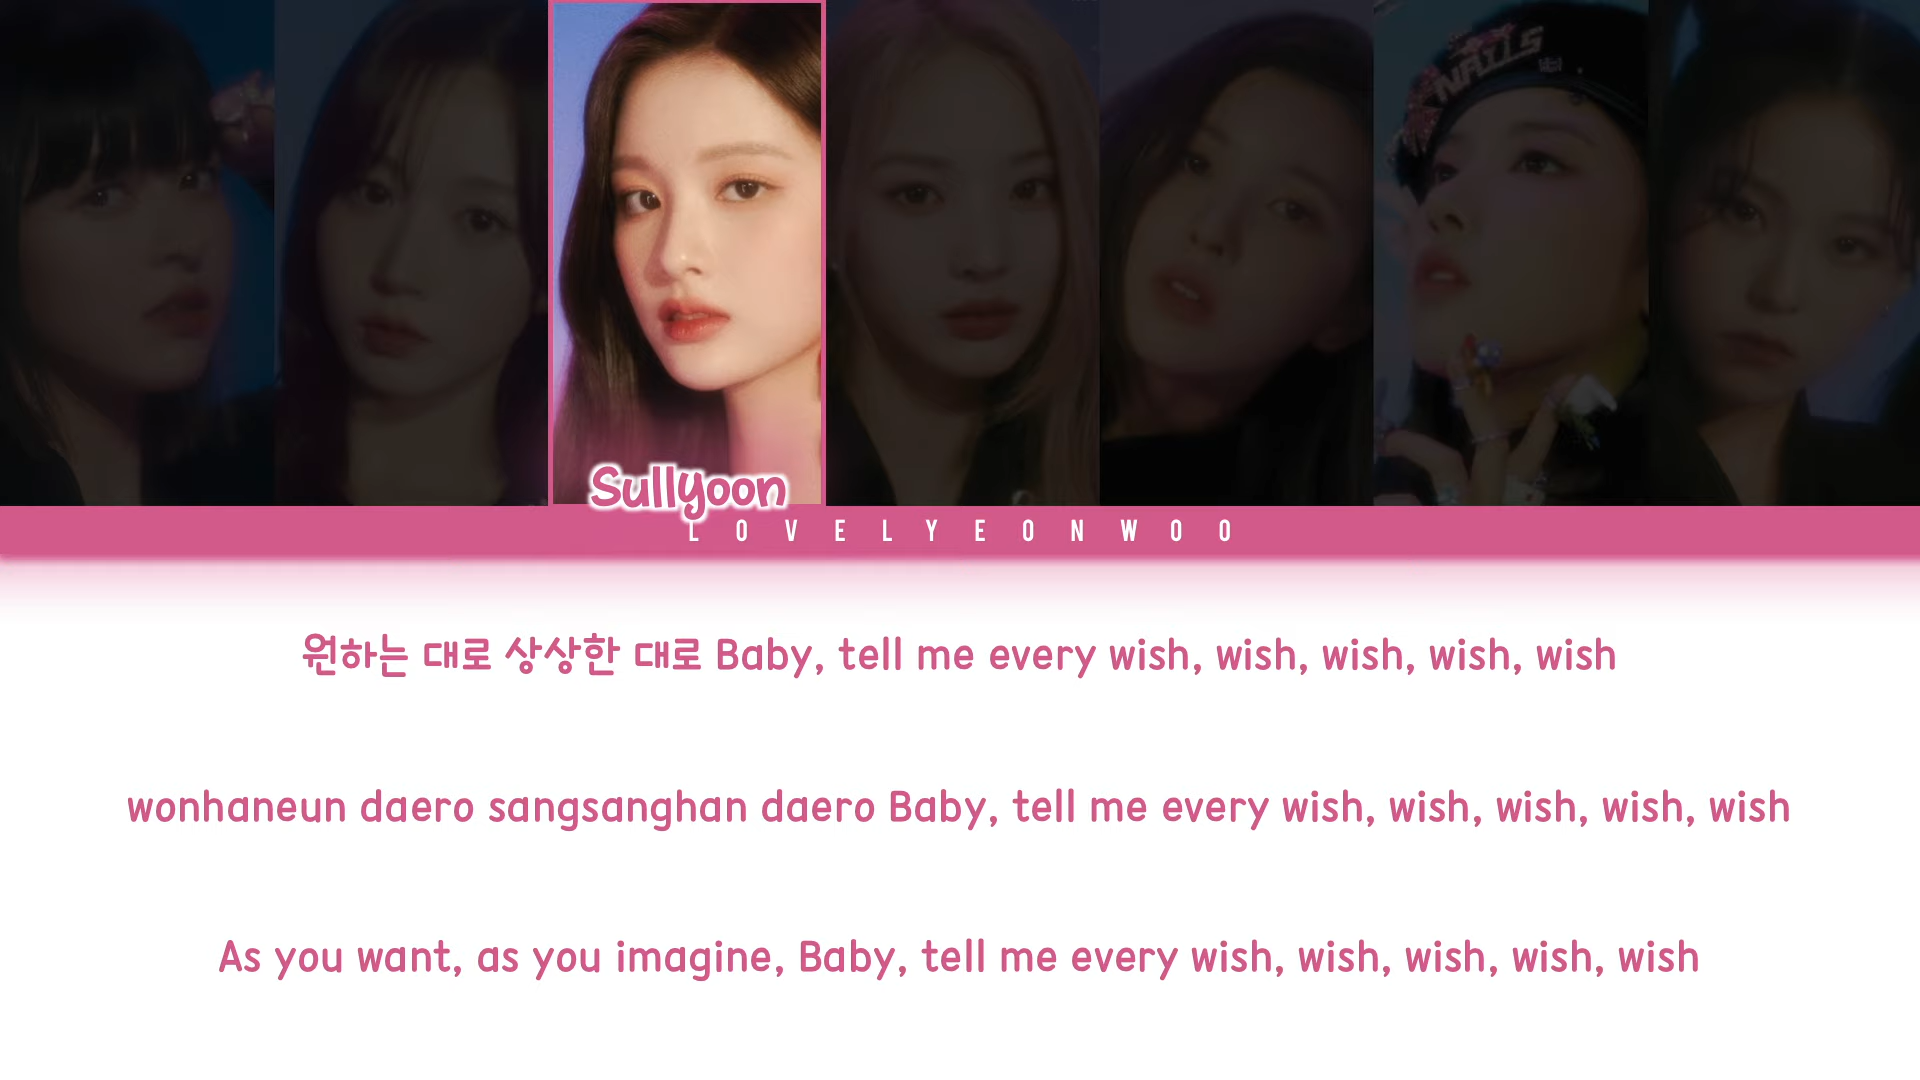 NAILS
Sullyoon
LOVELYEONWOO
원하는 대로 상상한 대로 Baby, tell me every wish, wish, wish, wish, wish
wonhaneun daero sangsanghan daero Baby, tell me every wish, wish, wish, wish, wish
As you want, as you imagine, Baby, tell me every wish, wish, wish, wish, wish